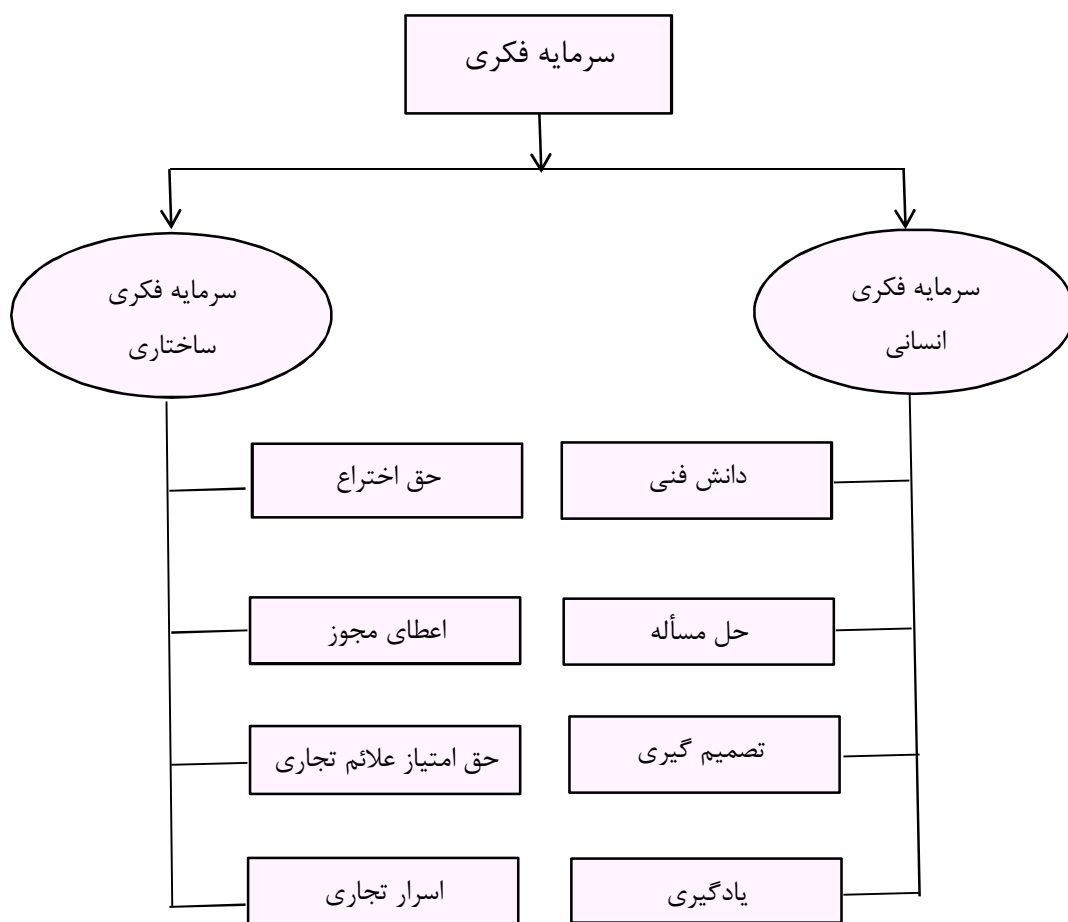 سرمایه فکری
سرمایه فکری
انسانی
سرمایه فکری
ساختاری
دانش فنی
حق اختراع
حل مسأله
اعطای مجوز
تصمیم گیری
حق امتیاز علائم تجاری
یادگیری
اسرار تجاری